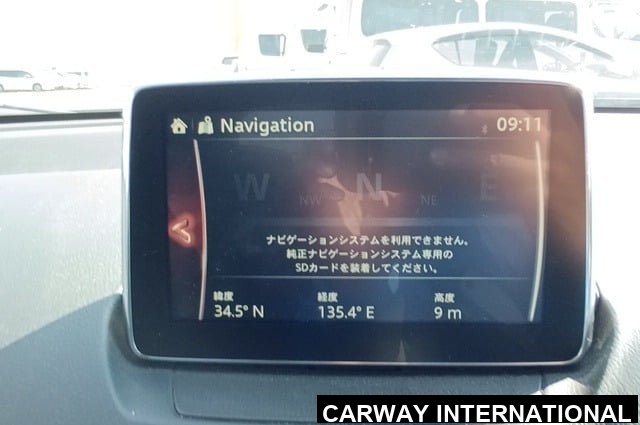 Navigation 09:11
W NW N NE E
ナビゲーションシステムを利用できません。
純正ナビゲーションシステム専用の
SDカードを装着してください。
緯度 経度 高度
34.5° N 135.4° E 9 m
CARWAY INTERNATIONAL